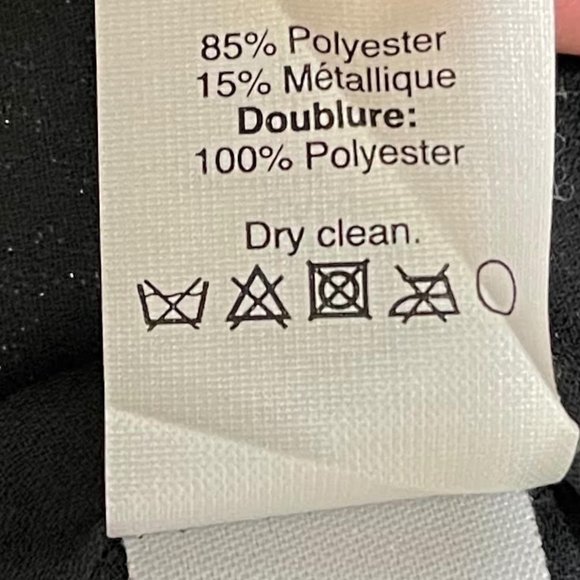 85% Polyester
15% Métallique
Doublure:
100% Polyester
Dry clean.